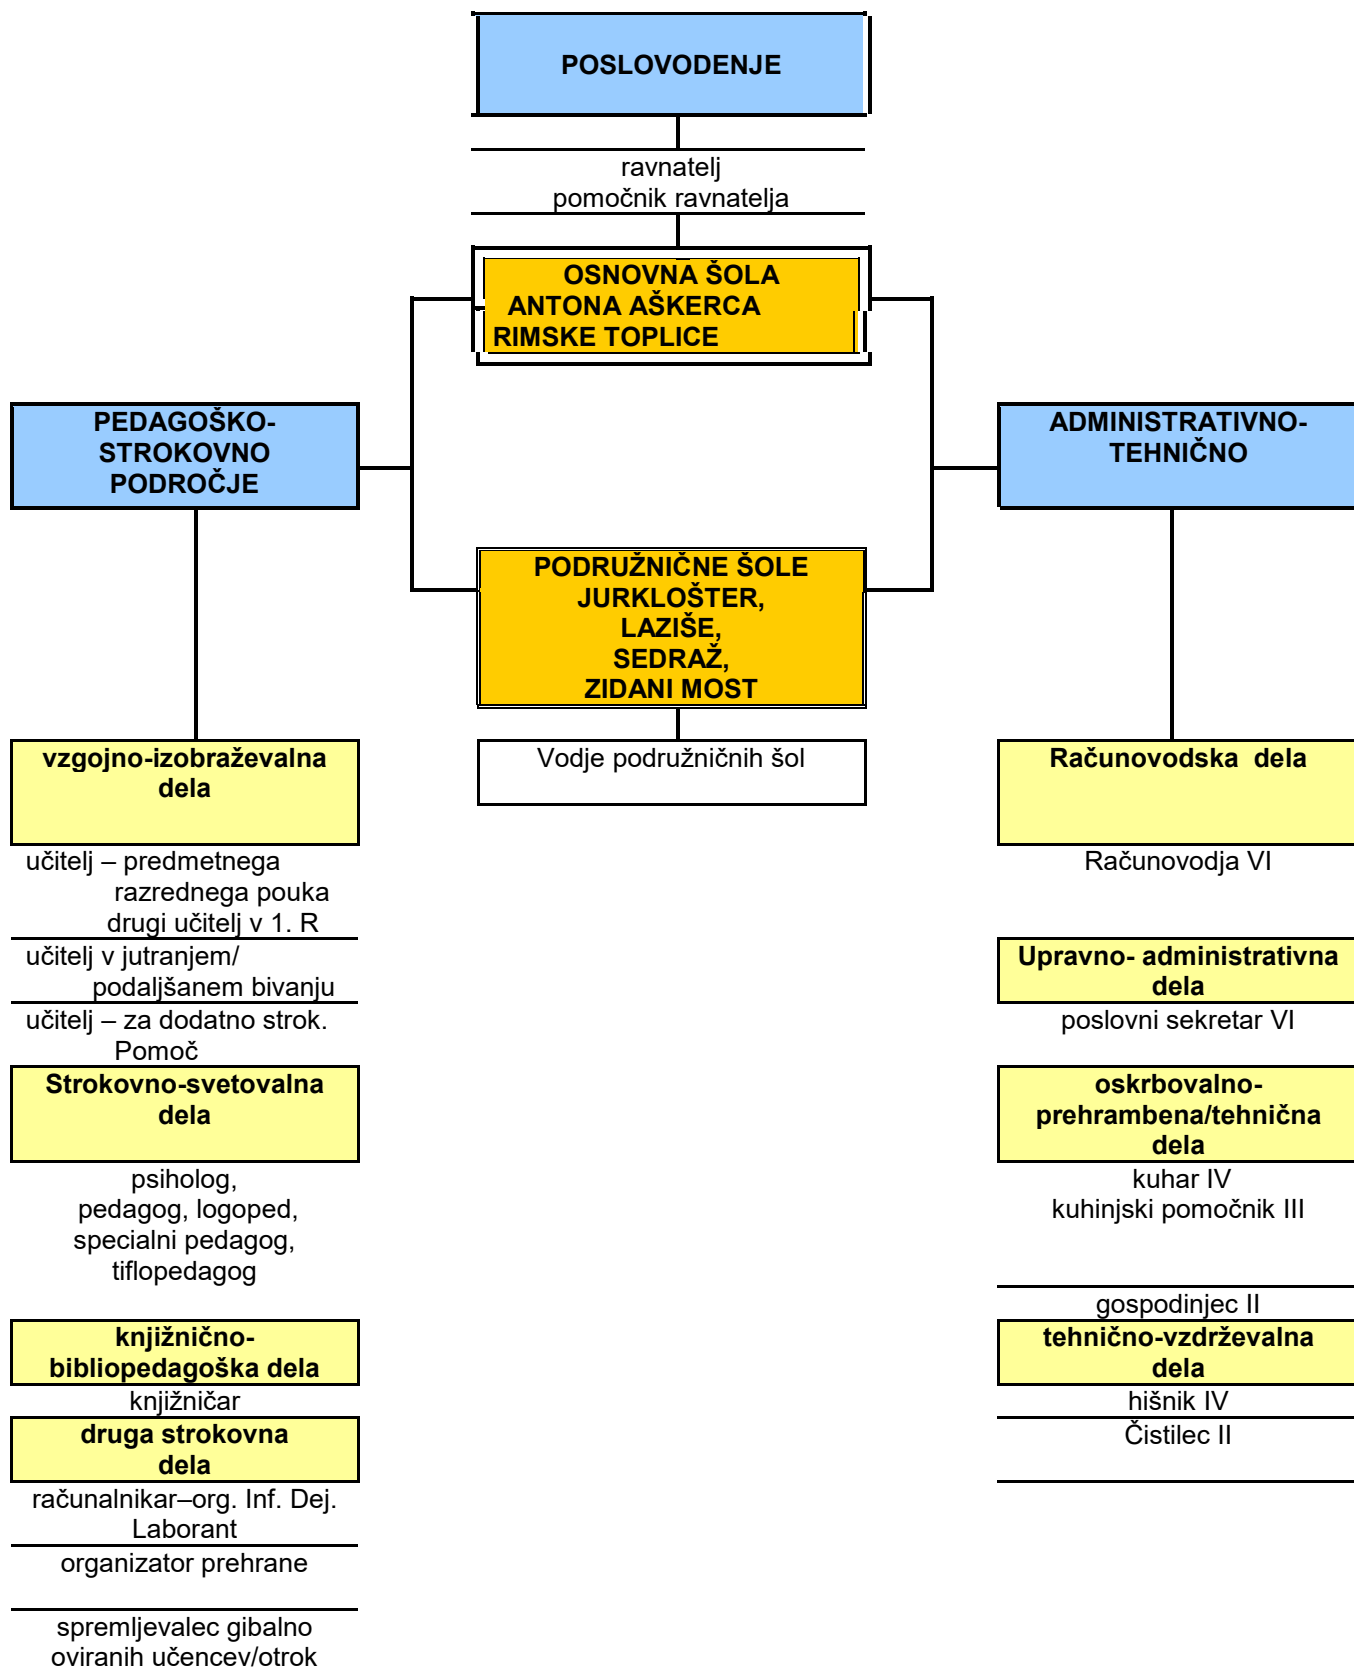 POSLOVODENJE
ravnatelj
pomočnik ravnatelja
OSNOVNA ŠOLA
ANTONA AŠKERCA
RIMSKE TOPLICE
PEDAGOŠKO-
STROKOVNO
PODROČJE
ADMINISTRATIVNO-
TEHNIČNO
PODRUŽNIČNE ŠOLE
JURKLOŠTER,
LAZIŠE,
SEDRAŽ,
ZIDANI MOST
Vodje podružničnih šol
vzgojno-izobraževalna
dela
učitelj – predmetnega
razrednega pouka
drugi učitelj v 1. R
učitelj v jutranjem/
podaljšanem bivanju
učitelj – za dodatno strok.
Pomoč
Strokovno-svetovalna
dela
psiholog,
pedagog, logoped,
specialni pedagog,
tiflopedagog
knjižnično-
bibliopedagoška dela
knjižničar
druga strokovna
dela
računalnikar–org. Inf. Dej.
Laborant
organizator prehrane
spremljevalec gibalno
oviranih učencev/otrok
Računovodska  dela
Računovodja VI
Upravno- administrativna
dela
poslovni sekretar VI
oskrbovalno-
prehrambena/tehnična
dela
kuhar IV
kuhinjski pomočnik III
gospodinjec II
tehnično-vzdrževalna
dela
hišnik IV
Čistilec II